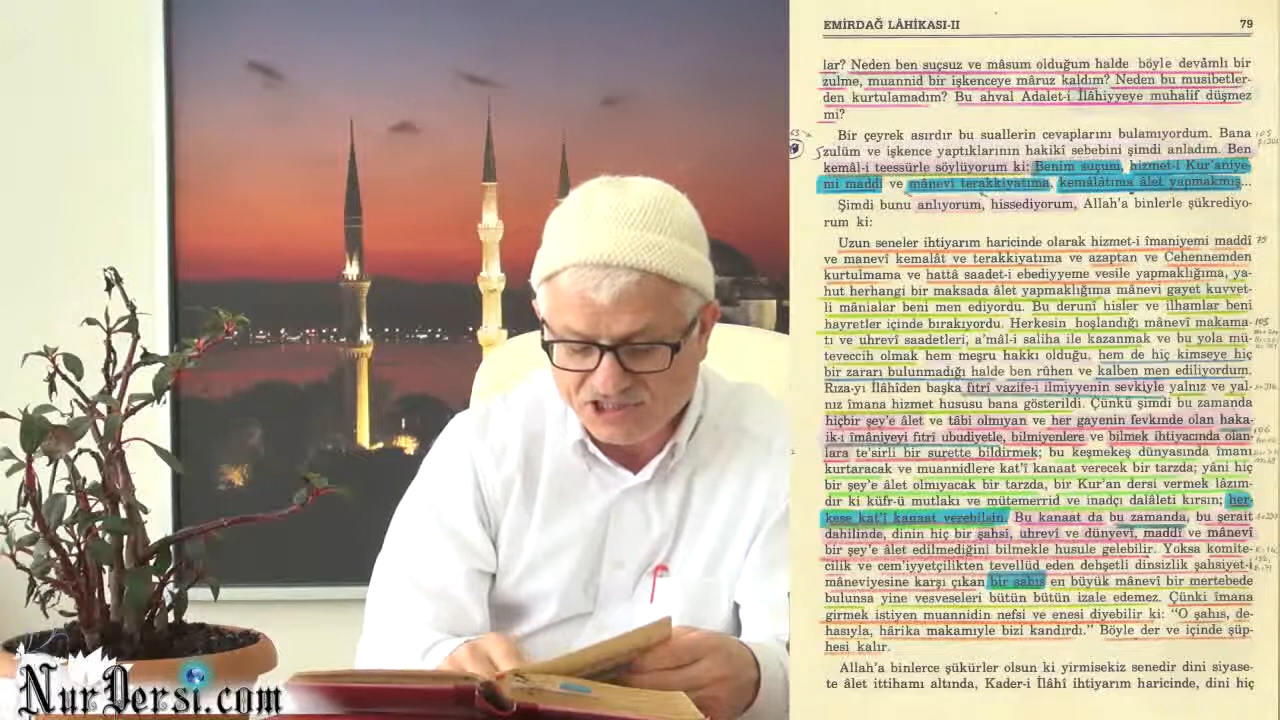 EMİRDAĞ LÂHİKASI-II 79
lar? Neden ben suçsuz ve mâsum olduğum halde böyle devâmlı bir
zulme, muannid bir işkenceye mâruz kaldım? Neden bu musibetler-
den kurtulamadım? Bu ahval Adalet-i İlâhiyyeye muhalif düşmez
mi?
Bir çeyrek asırdır bu suallerin cevaplarını bulamıyordum. Bana
zulüm ve işkence yaptıklarının hakikî sebebini şimdi anladım. Ben
kemâl-i teessürle söylüyorum ki: Benim suçum, hizmet-i Kur'aniye-
mi maddî ve mânevî terakkiyatıma, kemâlâtıma âlet yapmakmış...
Şimdi bunu anlıyorum, hissediyorum, Allah'a binlerle şükrediyo-
rum ki:
Uzun seneler ihtiyarım haricinde olarak hizmet-i îmaniyemi maddî
ve manevî kemalât ve terakkiyatıma ve azaptan ve Cehennemden
kurtulmama ve hattâ saadet-i ebediyyeme vesile yapmaklığıma, ya-
hut herhangi bir maksada âlet yapmaklığıma mânevi gayet kuvvet-
li mânialar beni men ediyordu. Bu derunî hisler ve ilhamlar beni
hayretler içinde bırakıyordu. Herkesin hoşlandığı mânevî makama-
tı ve uhrevî saadetleri, a'mâl-i saliha ile kazanmak ve bu yola mü-
teveccih olmak hem meşru hakkı olduğu, hem de hiç kimseye hiç
bir zararı bulunmadığı halde ben rûhen ve kalben men ediliyordum.
Rıza-yı İlâhîden başka fıtrî vazife-i ilmiyyenin sevkiyle yalnız ve yal-
nız îmana hizmet hususu bana gösterildi. Çünkü şimdi bu zamanda
hiçbir şey'e âlet ve tâbi olmıyan ve her gayenin fevkınde olan haka-
ik-i îmâniyeyi fıtrî ubudiyetle, bilmiyenlere ve bilmek ihtiyacında olan-
lara te'sirli bir surette bildirmek; bu keşmekeş dünyasında îmanı
kurtaracak ve muannidlere kat'î kanaat verecek bir tarzda; yâni hiç
bir şey'e âlet olmıyacak bir tarzda, bir Kur'an dersi vermek lâzım-
dır ki küfr-ü mutlakı ve mütemerrid ve inadçı dalâleti kırsın; her-
kese kat'î kanaat verebilsin. Bu kanaat da bu zamanda, bu şerait
dahilinde, dinin hiç bir şahsî, uhrevî ve dünyevî, maddî ve mânevî
bir şey'e âlet edilmediğini bilmekle husule gelebilir. Yoksa komite-
cilik ve cem'iyyetçilikten tevellüd eden dehşetli dinsizlik şahsiyet-i
mâneviyesine karşı çıkan bir şahıs en büyük mânevî bir mertebede
bulunsa yine vesveseleri bütün bütün izale edemez. Çünki îmana
girmek istiyen muannidin nefsi ve enesi diyebilir ki: "O şahıs, de-
hasıyla, hârika makamıyle bizi kandırdı." Böyle der ve içinde şüp-
hesi kalır.
Allah'a binlerce şükürler olsun ki yirmisekiz senedir dini siyase-
te âlet ittihamı altında, Kader-i İlâhî ihtiyarım haricinde, dini hiç
NurDersi.com